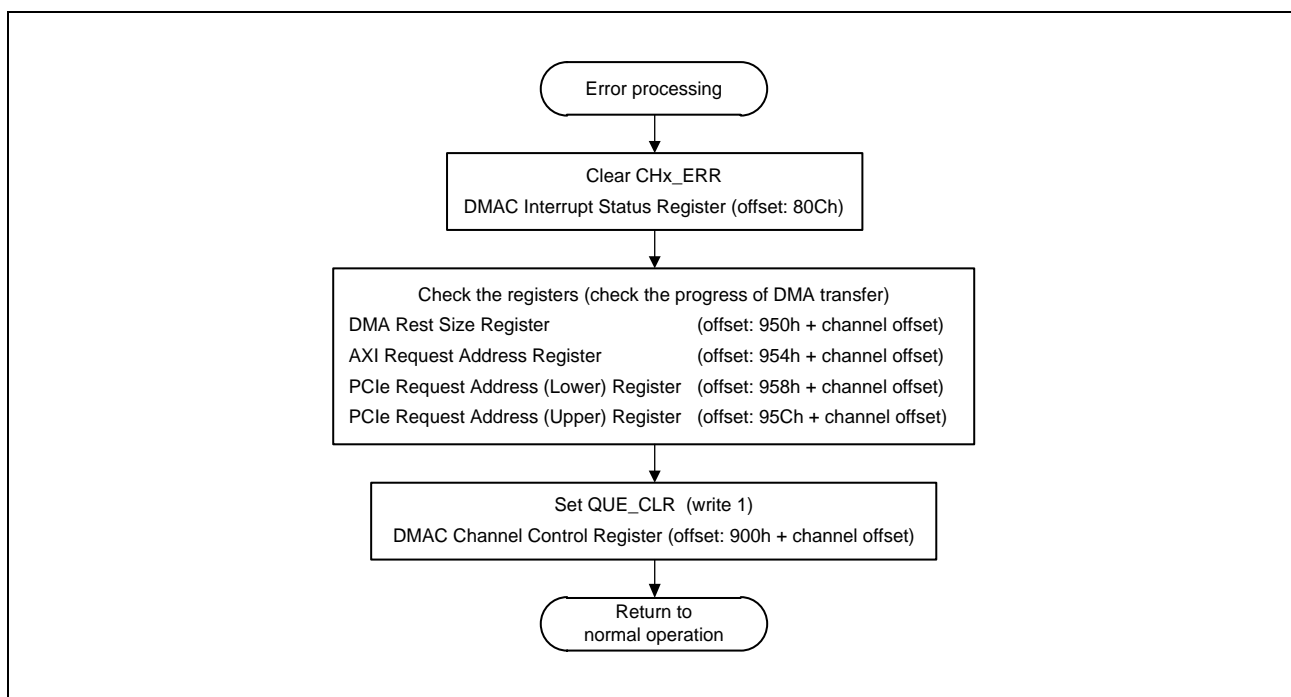 Error processing
Clear CHx_ERR
DMAC Interrupt Status Register (offset: 80Ch)
Check the registers (check the progress of DMA transfer)
DMA Rest Size Register (offset: 950h + channel offset)
AXI Request Address Register (offset: 954h + channel offset)
PCIe Request Address (Lower) Register (offset: 958h + channel offset)
PCIe Request Address (Upper) Register (offset: 95Ch + channel offset)
Set QUE_CLR (write 1)
DMAC Channel Control Register (offset: 900h + channel offset)
Return to
normal operation